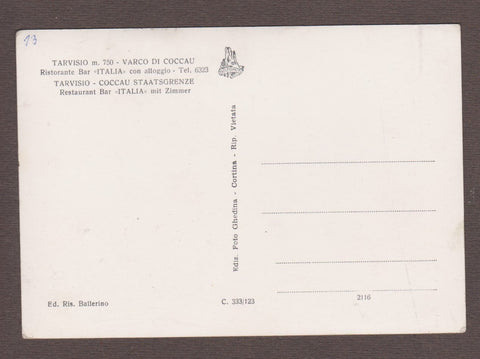 13
TARVISIO m. 750 - VARCO DI COCCAU
Ristorante Bar «ITALIA» con alloggio - Tel. 6323
TARVISIO - COCCAU STAATSGRENZE
Restaurant Bar «ITALIA» mit Zimmer
Ediz. Foto Ghedina - Cortina - Rip. Vietata
Ed. Ris. Ballerino
C. 333/123
2116